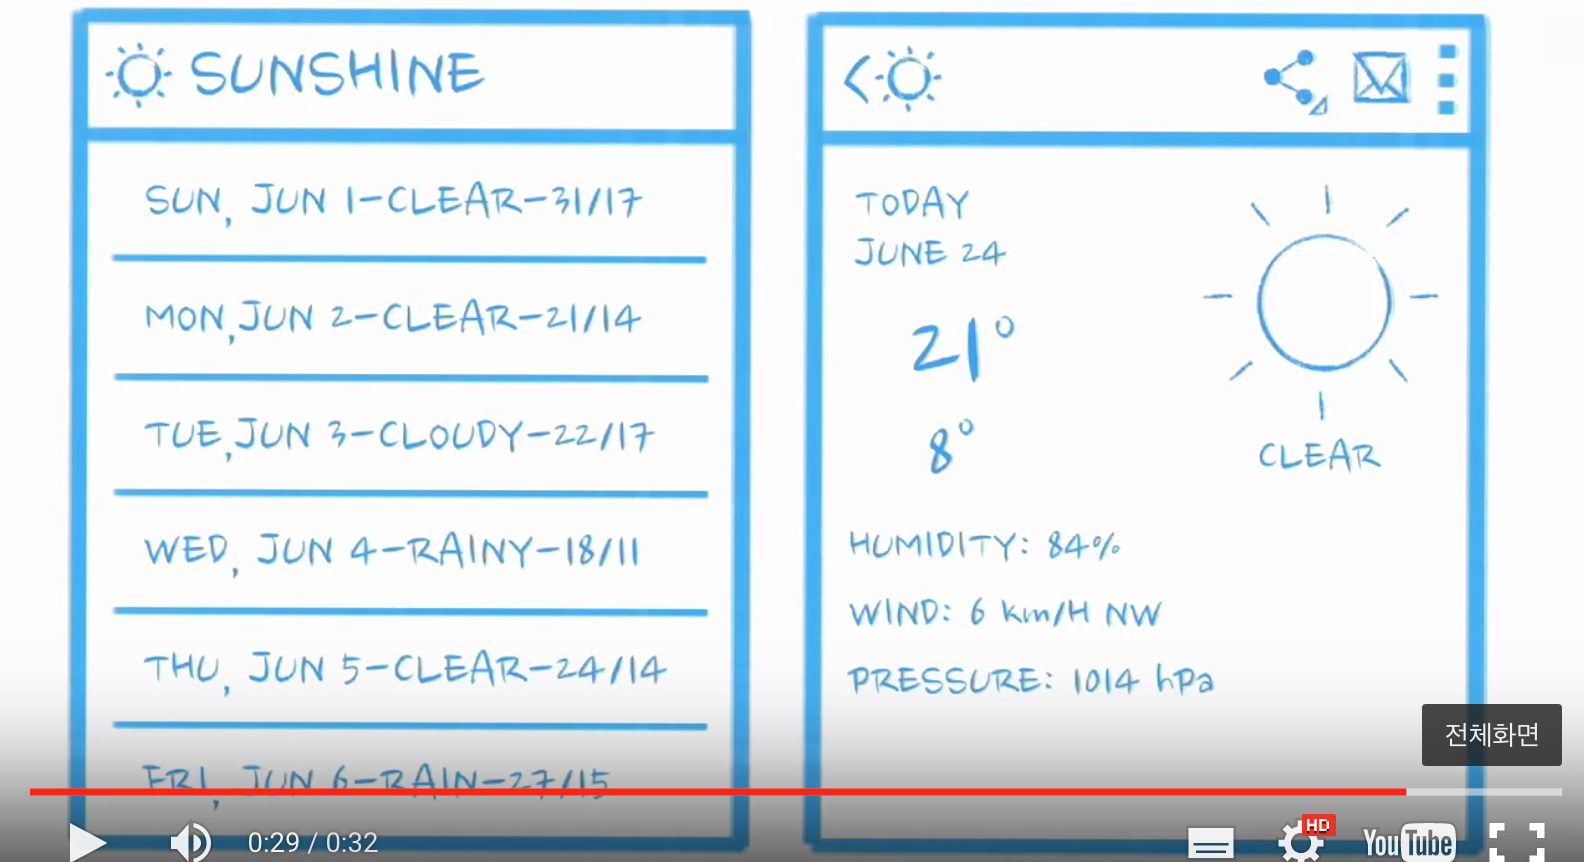 SUNSHINE
SUN, JUN 1-CLEAR-31/17
MON, JUN 2-CLEAR-21/14
TUE, JUN 3-CLOUDY-22/17
WED, JUN 4-RAINY-18/11
THU, JUN 5-CLEAR-24/14
FRI, JUN 6-RAIN-27/15
TODAY
JUNE 24
21°
8°
CLEAR
HUMIDITY: 84%
WIND: 6 km/H NW
PRESSURE: 1014 hPa
전체화면
0:29 / 0:32
HD
YouTube